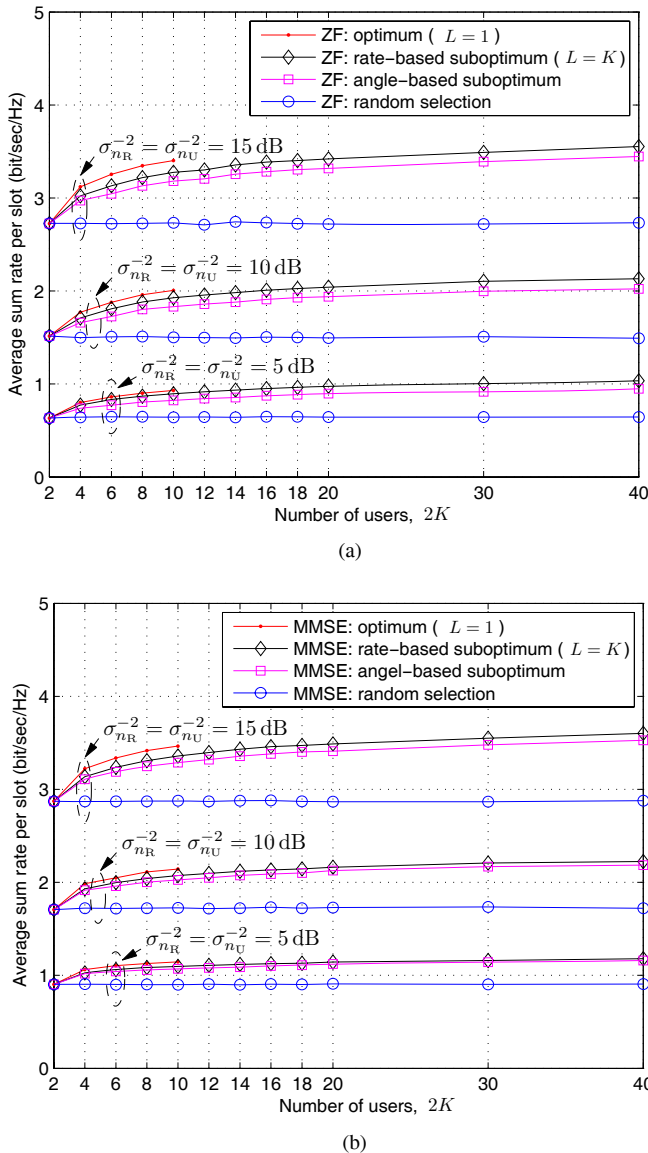 5
ZF: optimum ( L = 1)
ZF: rate-based suboptimum ( L = K)
ZF: angle-based suboptimum
ZF: random selection
4
σ_{n_R}^{-2} = σ_{n_U}^{-2} = 15 dB
3
σ_{n_R}^{-2} = σ_{n_U}^{-2} = 10 dB
2
σ_{n_R}^{-2} = σ_{n_U}^{-2} = 5 dB
1
0
Average sum rate per slot (bit/sec/Hz)
2 4 6 8 10 12 14 16 18 20 30 40
Number of users, 2K
(a)
5
MMSE: optimum ( L = 1)
MMSE: rate-based suboptimum ( L = K)
MMSE: angel-based suboptimum
MMSE: random selection
4
σ_{n_R}^{-2} = σ_{n_U}^{-2} = 15 dB
3
σ_{n_R}^{-2} = σ_{n_U}^{-2} = 10 dB
2
σ_{n_R}^{-2} = σ_{n_U}^{-2} = 5 dB
1
0
Average sum rate per slot (bit/sec/Hz)
2 4 6 8 10 12 14 16 18 20 30 40
Number of users, 2K
(b)